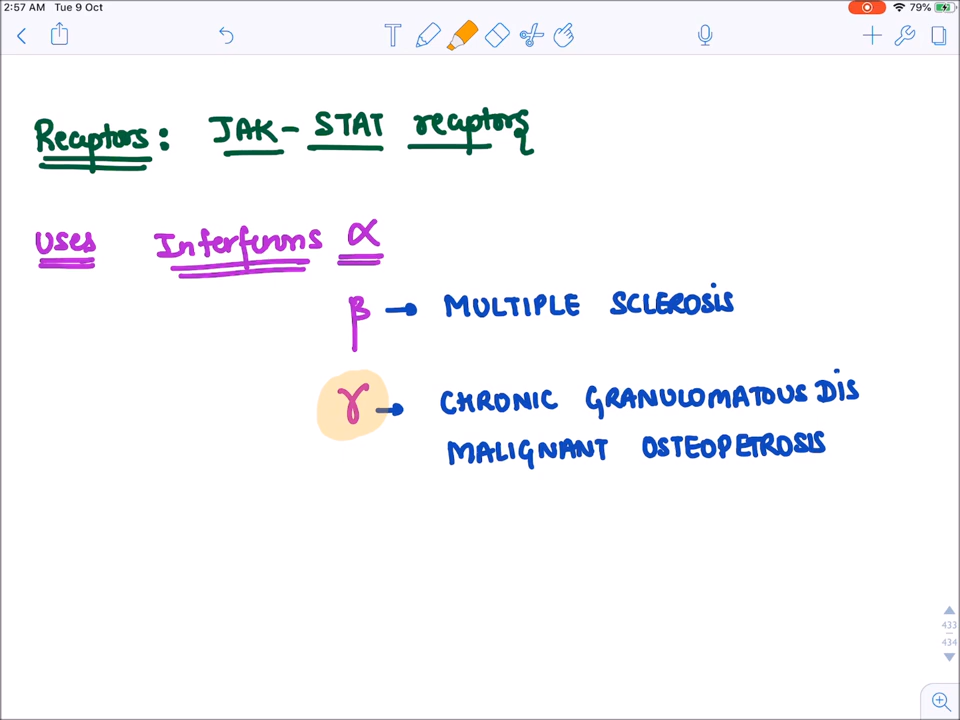 2:57 AM Tue 9 Oct 79%
T
Receptors: JAK-STAT receptors
Uses Interferons α
β → MULTIPLE SCLEROSIS
γ → CHRONIC GRANULOMATOUS DIS
MALIGNANT OSTEOPETROSIS
433
434